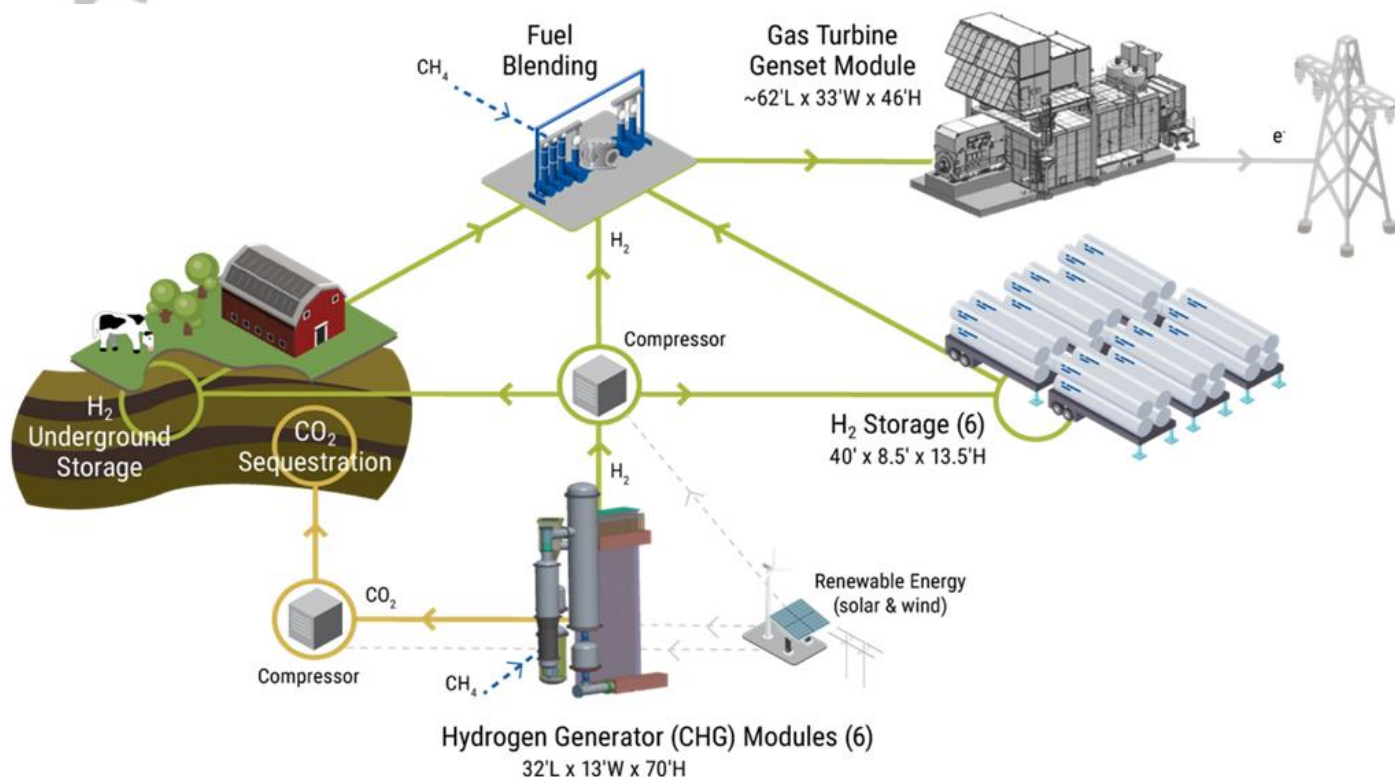 Fuel
Blending
CH₄
Gas Turbine
Genset Module
~62'L x 33'W x 46'H
e⁻
H₂
Compressor
H₂
Underground
Storage
CO₂
Sequestration
H₂ Storage (6)
40' x 8.5' x 13.5'H
H₂
Renewable Energy
(solar & wind)
CO₂
Compressor
CH₄
Hydrogen Generator (CHG) Modules (6)
32'L x 13'W x 70'H